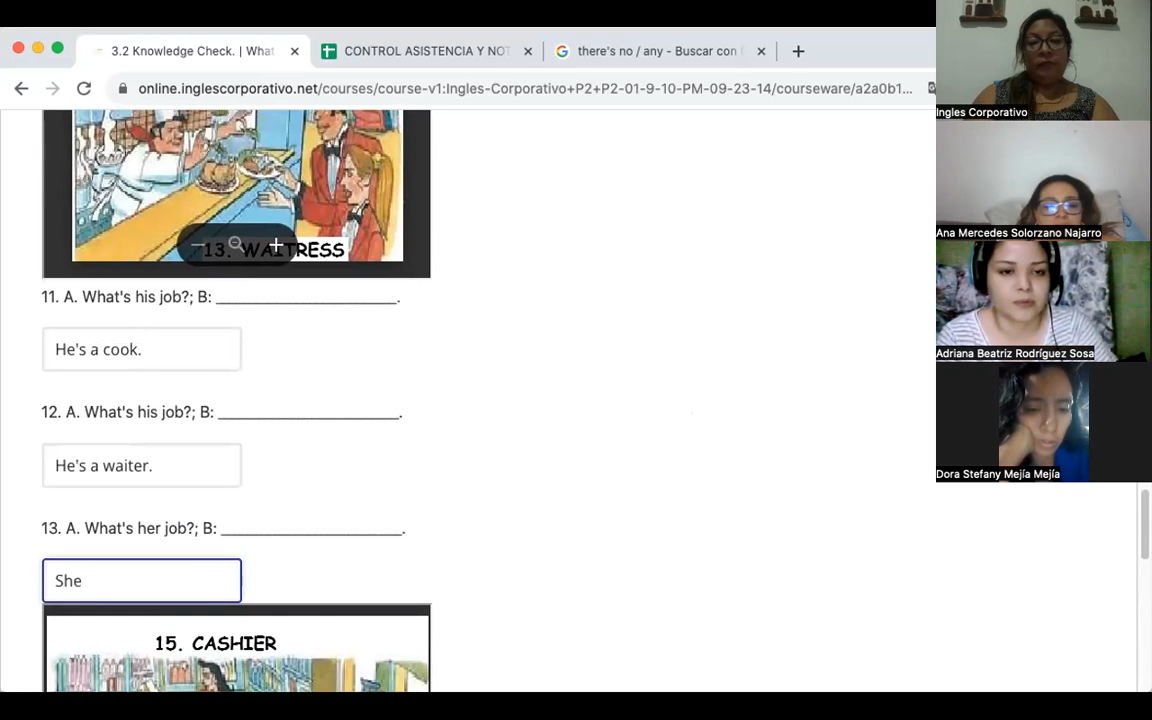 3.2 Knowledge Check. | What
CONTROL ASISTENCIA Y NOT
there's no / any - Buscar con
online.inglescorporativo.net/courses/course-v1:Ingles-Corporativo+P2+P2-01-9-10-PM-09-23-14/courseware/a2a0b1...
Ingles Corporativo
Ana Mercedes Solorzano Najarro
Adriana Beatriz Rodríguez Sosa
Dora Stefany Mejía Mejía
13. WAITRESS
11. A. What's his job?; B: ______________________.
He's a cook.
12. A. What's his job?; B: ______________________.
He's a waiter.
13. A. What's her job?; B: ______________________.
She
15. CASHIER